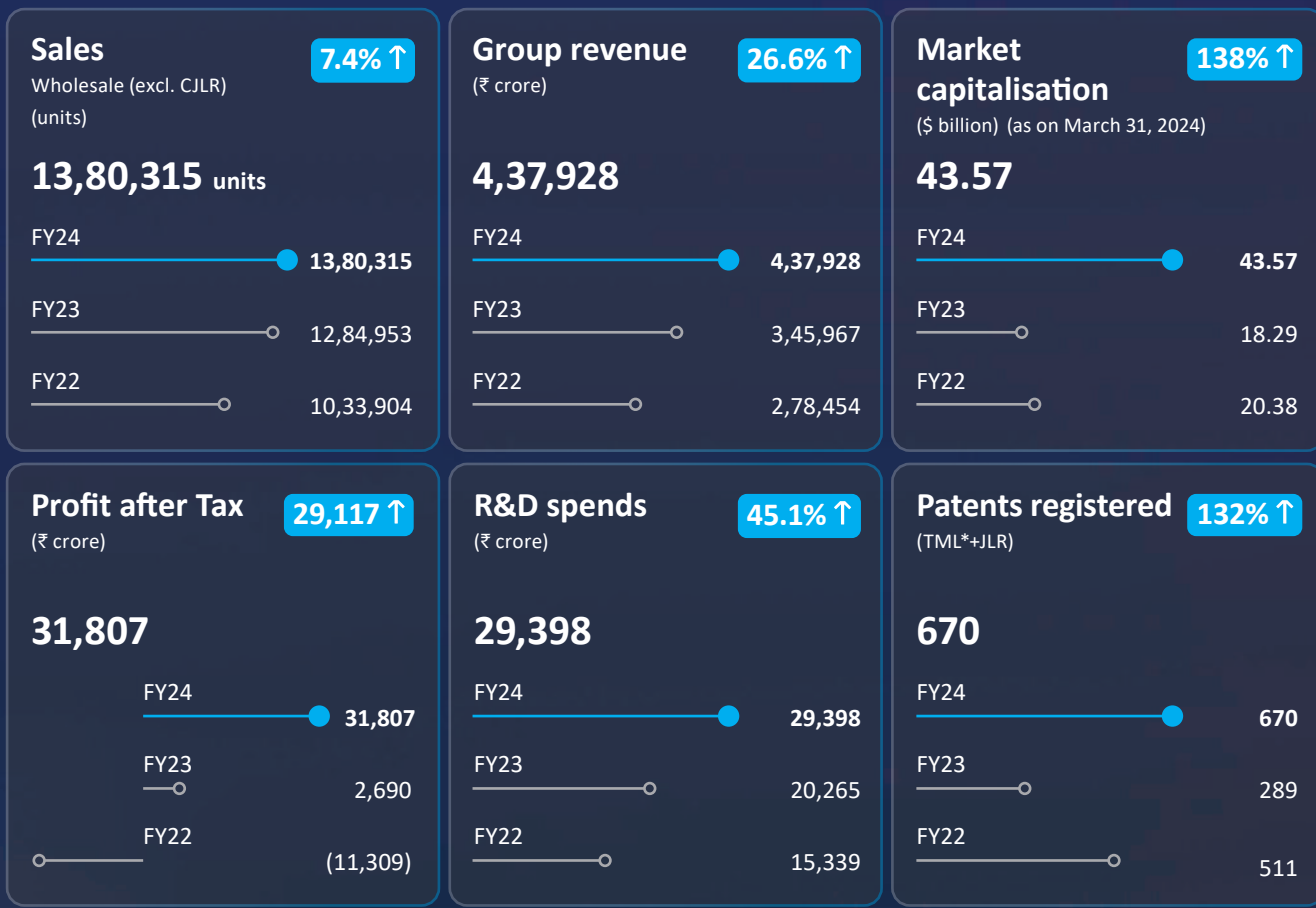 Sales
7.4% ↑
Wholesale (excl. CJLR)
(units)
13,80,315 units
FY24
13,80,315
FY23
12,84,953
FY22
10,33,904
Group revenue
26.6% ↑
(₹ crore)
4,37,928
FY24
4,37,928
FY23
3,45,967
FY22
2,78,454
Market
capitalisation
138% ↑
($ billion) (as on March 31, 2024)
43.57
FY24
43.57
FY23
18.29
FY22
20.38
Profit after Tax
29,117 ↑
(₹ crore)
31,807
FY24
31,807
FY23
2,690
FY22
(11,309)
R&D spends
45.1% ↑
(₹ crore)
29,398
FY24
29,398
FY23
20,265
FY22
15,339
Patents registered
132% ↑
(TML*+JLR)
670
FY24
670
FY23
289
FY22
511